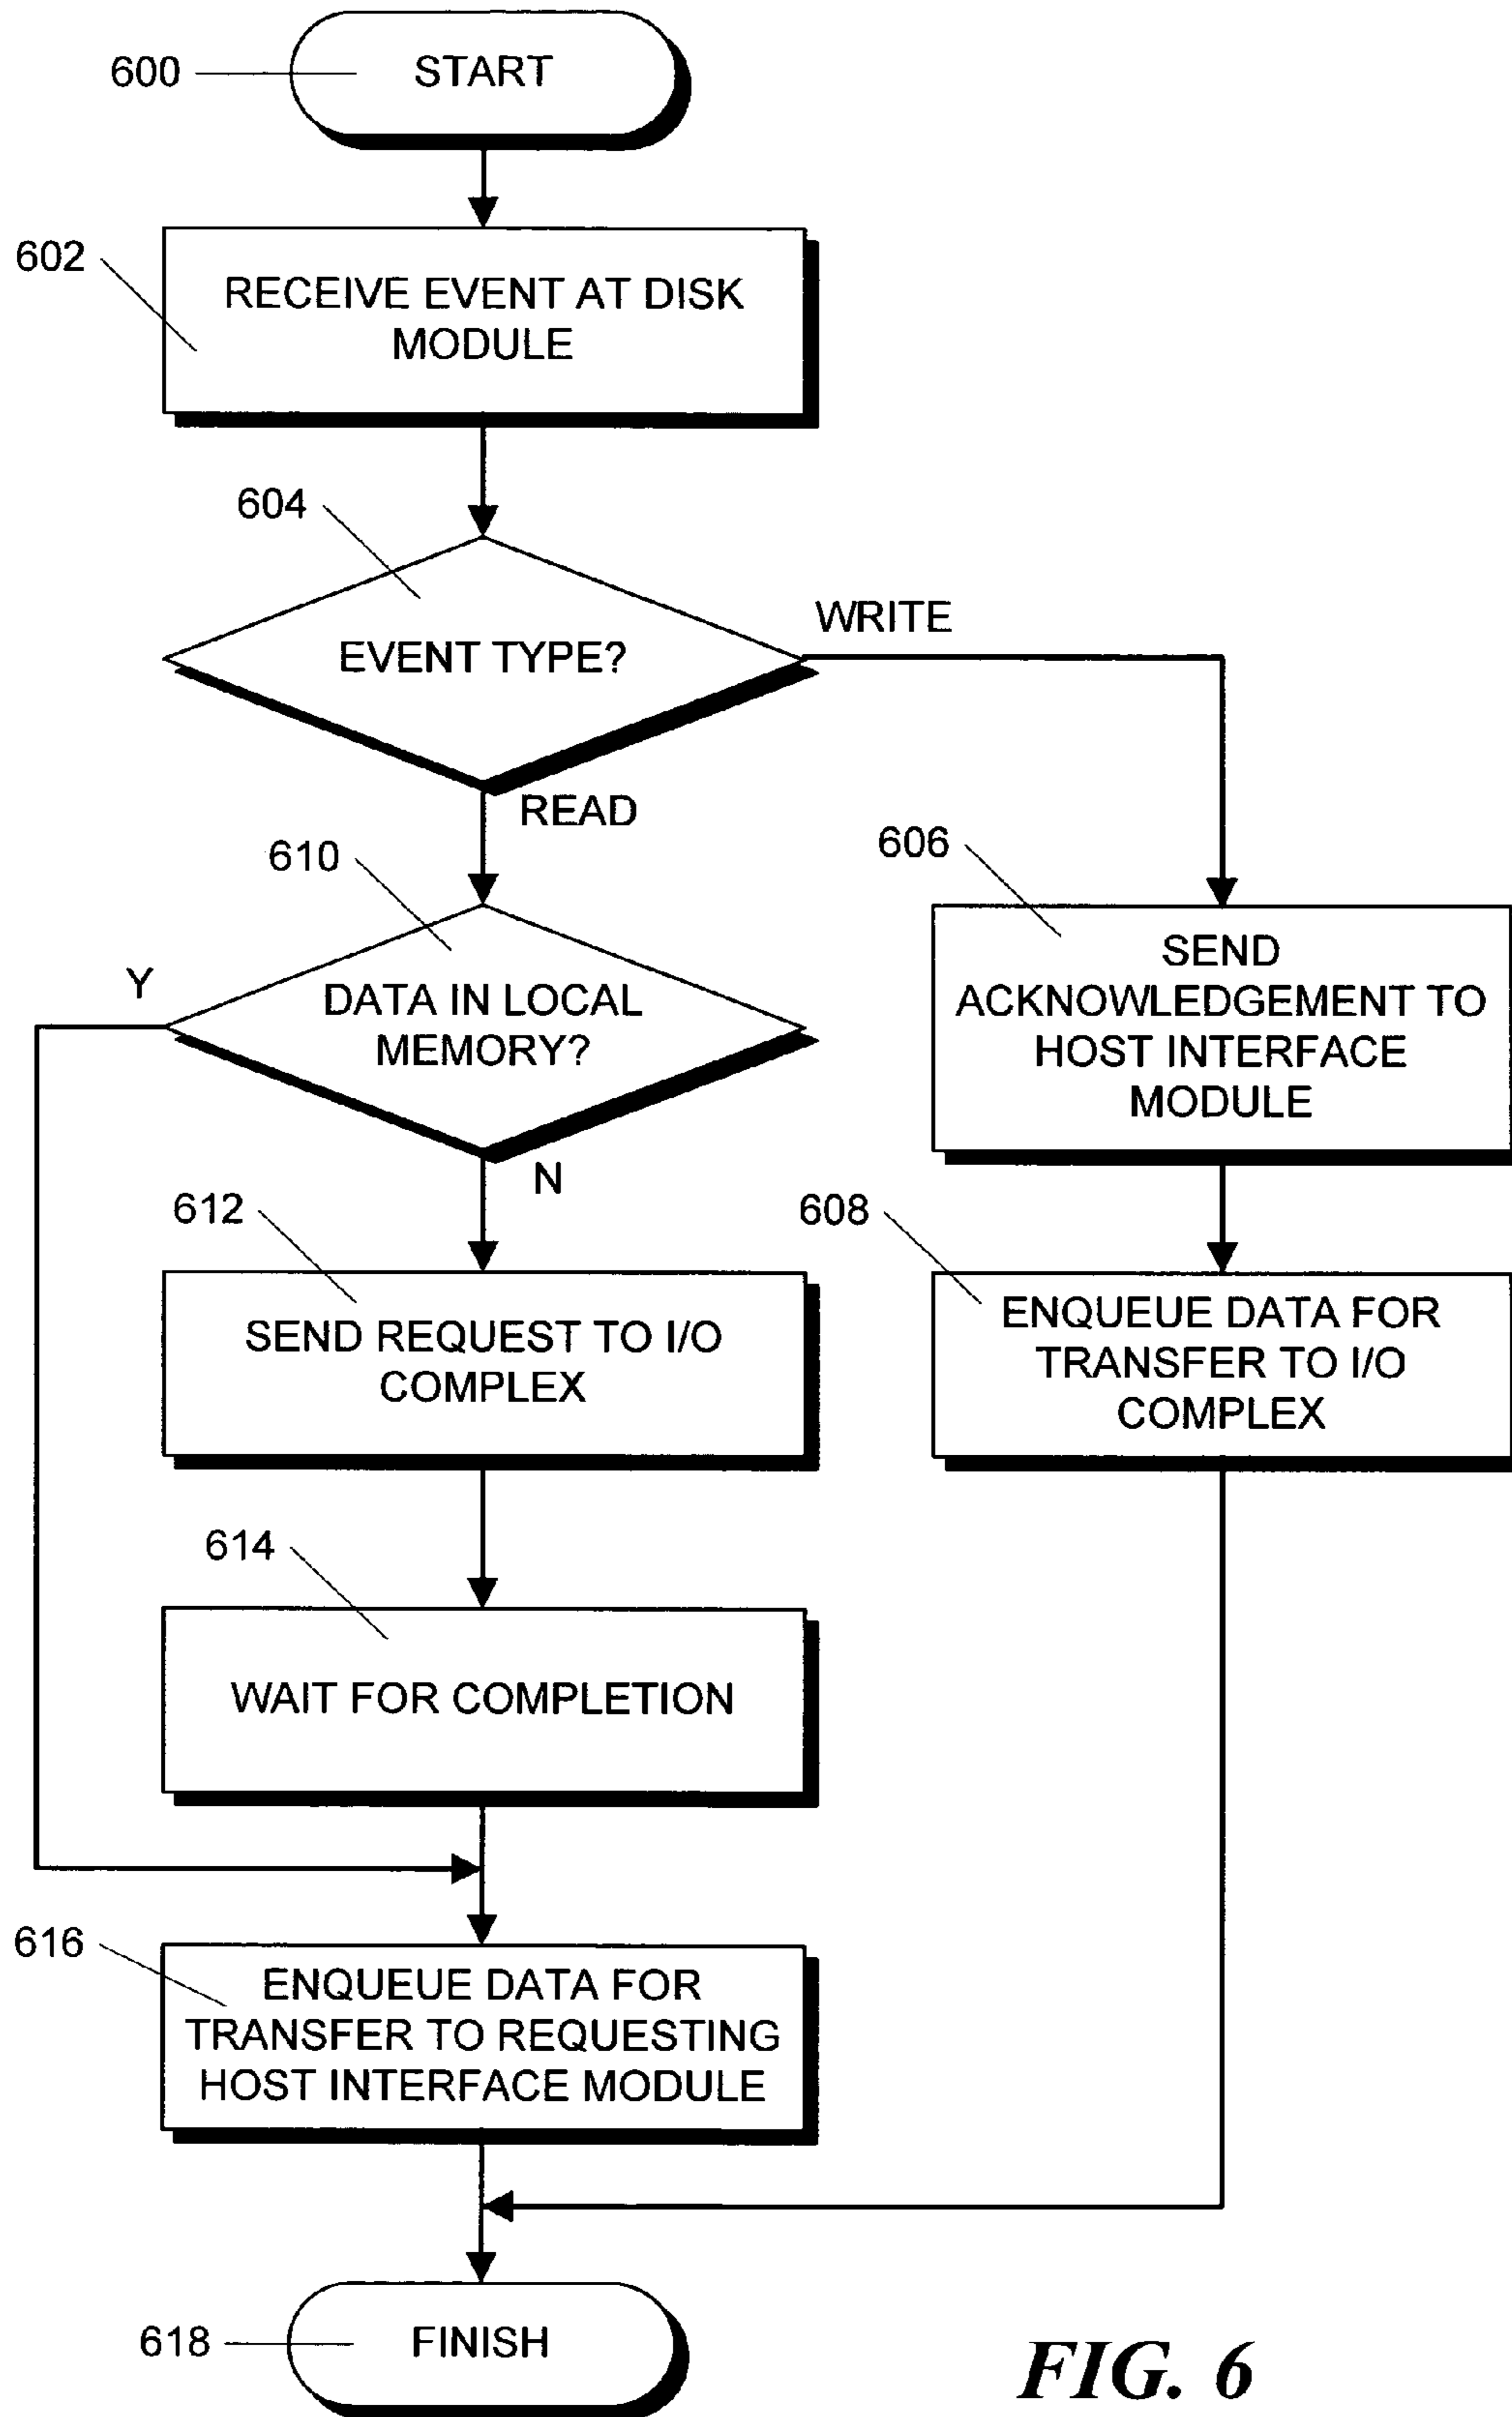 600
START
602
RECEIVE EVENT AT DISK
MODULE
604
EVENT TYPE?
WRITE
READ
610
606
Y
DATA IN LOCAL
MEMORY?
SEND
ACKNOWLEDGEMENT TO
HOST INTERFACE
MODULE
N
612
608
SEND REQUEST TO I/O
COMPLEX
ENQUEUE DATA FOR
TRANSFER TO I/O
COMPLEX
614
WAIT FOR COMPLETION
616
ENQUEUE DATA FOR
TRANSFER TO REQUESTING
HOST INTERFACE MODULE
618
FINISH
FIG. 6